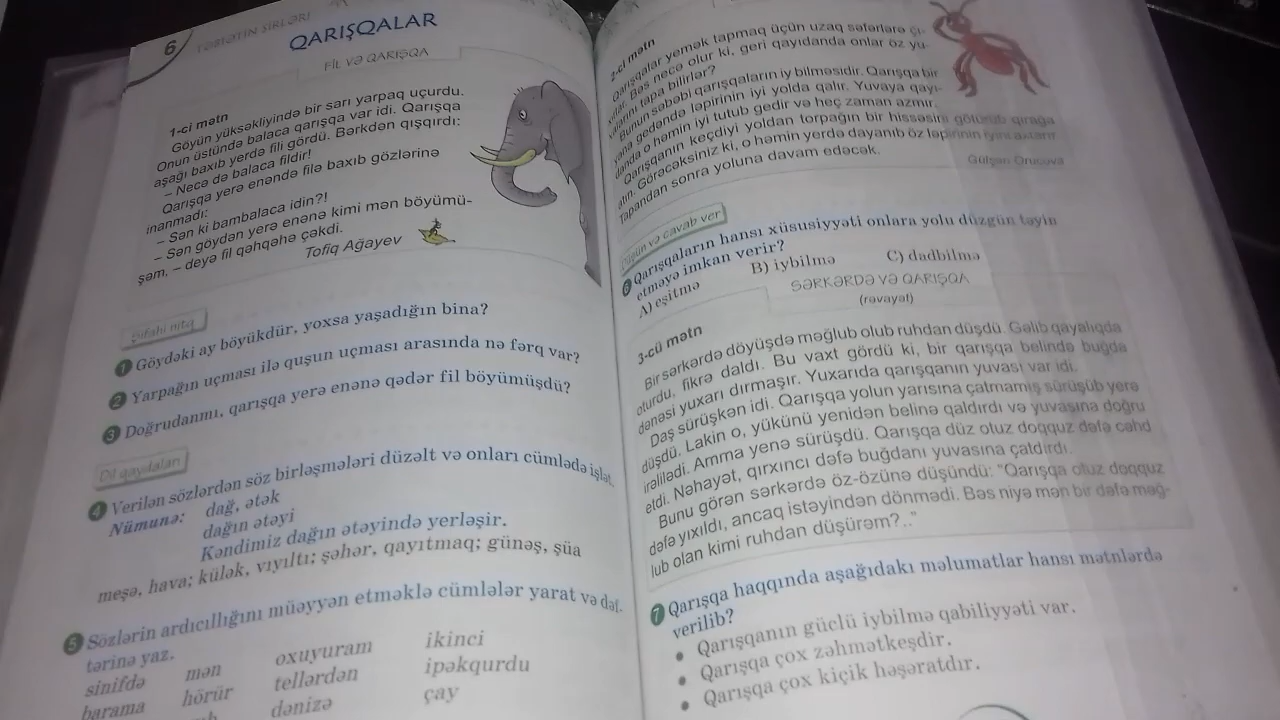 6
TƏBİƏTİN SİRLƏRİ
QARIŞQALAR
FİL VƏ QARIŞQA
1-ci mətn
Göyün yüksəkliyində bir sarı yarpaq uçurdu.
Onun üstündə balaca qarışqa var idi. Qarışqa
aşağı baxıb yerdə fili gördü. Bərkdən qışqırdı:
– Necə də balaca fildir!
Qarışqa yerə enəndə filə baxıb gözlərinə
inanmadı:
– Sən ki bambalaca idin?!
– Sən göydən yerə enənə kimi mən böyümü-
şəm, – deyə fil qəhqəhə çəkdi.
Tofiq Ağayev
Şifahi nitq
1 Göydəki ay böyükdür, yoxsa yaşadığın bina?
2 Yarpağın uçması ilə quşun uçması arasında nə fərq var?
3 Doğrudanmı, qarışqa yerə enənə qədər fil böyümüşdü?
Dil qaydaları
4 Verilən sözlərdən söz birləşmələri düzəlt və onları cümlədə işlət.
Nümunə: dağ, ətək
dağın ətəyi
Kəndimiz dağın ətəyində yerləşir.
meşə, hava; külək, vıyıltı; şəhər, qayıtmaq; günəş, şüa
5 Sözlərin ardıcıllığını müəyyən etməklə cümlələr yarat və dəf-
tərinə yaz.
sinifdə mən oxuyuram ikinci
barama hörür tellərdən ipəkqurdu
dənizə çay
2-ci mətn
Qarışqalar yemək tapmaq üçün uzaq səfərlərə çı-
xırlar. Bəs necə olur ki, geri qayıdanda onlar öz yu-
valarını tapa bilirlər?
Bunun səbəbi qarışqaların iy bilməsidir. Qarışqa bir
yana gedəndə ləpirinin iyi yolda qalır. Yuvaya qayı-
danda o həmin iyi tutub gedir və heç zaman azmır.
Qarışqanın keçdiyi yoldan torpağın bir hissəsini götürüb qırağa
atın. Görəcəksiniz ki, o həmin yerdə dayanıb öz ləpirinin iyini axtarır.
Tapandan sonra yoluna davam edəcək.
Gülşən Orucova
Düşün və cavab ver
6 Qarışqaların hansı xüsusiyyəti onlara yolu düzgün təyin
etməyə imkan verir?
A) eşitmə B) iybilmə C) dadbilmə
SƏRKƏRDƏ VƏ QARIŞQA
(rəvayət)
3-cü mətn
Bir sərkərdə döyüşdə məğlub olub ruhdan düşdü. Gəlib qayalıqda
oturdu, fikrə daldı. Bu vaxt gördü ki, bir qarışqa belində buğda
dənəsi yuxarı dırmaşır. Yuxarıda qarışqanın yuvası var idi.
Daş sürüşkən idi. Qarışqa yolun yarısına çatmamış sürüşüb yerə
düşdü. Lakin o, yükünü yenidən belinə qaldırdı və yuvasına doğru
irəlilədi. Amma yenə sürüşdü. Qarışqa düz otuz doqquz dəfə cəhd
etdi. Nəhayət, qırxıncı dəfə buğdanı yuvasına çatdırdı.
Bunu görən sərkərdə öz-özünə düşündü: "Qarışqa otuz doqquz
dəfə yıxıldı, ancaq istəyindən dönmədi. Bəs niyə mən bir dəfə məğ-
lub olan kimi ruhdan düşürəm?.."
7 Qarışqa haqqında aşağıdakı məlumatlar hansı mətnlərdə
verilib?
• Qarışqanın güclü iybilmə qabiliyyəti var.
• Qarışqa çox zəhmətkeşdir.
• Qarışqa çox kiçik həşəratdır.